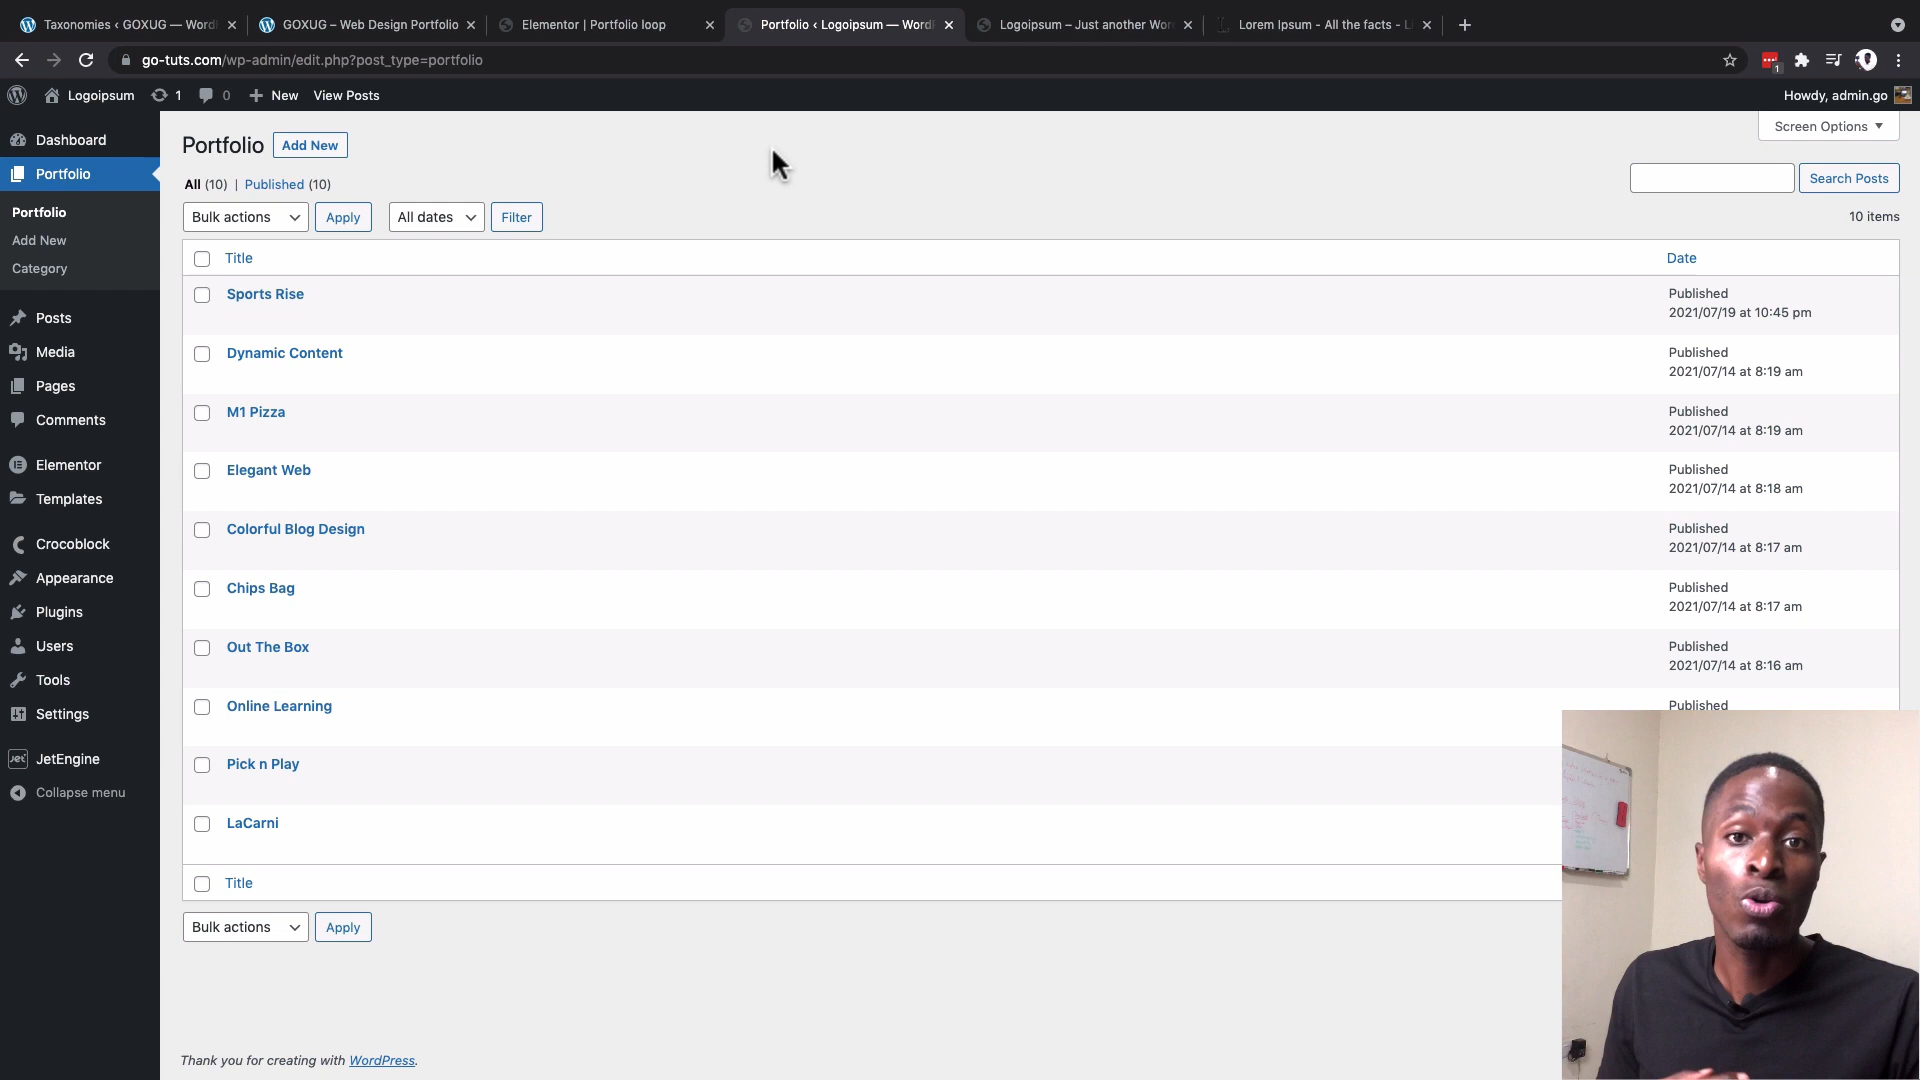 Taxonomies ‹ GOXUG — Word
GOXUG – Web Design Portfolio
Elementor | Portfolio loop
Portfolio ‹ Logoipsum — Word
Logoipsum – Just another Wor
Lorem Ipsum - All the facts - L
go-tuts.com/wp-admin/edit.php?post_type=portfolio
1
Logoipsum
1
0
New
View Posts
Howdy, admin.go
Dashboard
Portfolio
Portfolio
Add New
Category
Posts
Media
Pages
Comments
Elementor
Templates
Crocoblock
Appearance
Plugins
Users
Tools
Settings
Jet JetEngine
Collapse menu
Screen Options
Portfolio Add New
All (10) | Published (10)
Search Posts
Bulk actions Apply All dates Filter
10 items
Title Date
Sports Rise Published
2021/07/19 at 10:45 pm
Dynamic Content Published
2021/07/14 at 8:19 am
M1 Pizza Published
2021/07/14 at 8:19 am
Elegant Web Published
2021/07/14 at 8:18 am
Colorful Blog Design Published
2021/07/14 at 8:17 am
Chips Bag Published
2021/07/14 at 8:17 am
Out The Box Published
2021/07/14 at 8:16 am
Online Learning Published
Pick n Play
LaCarni
Title
Bulk actions Apply
Thank you for creating with WordPress.